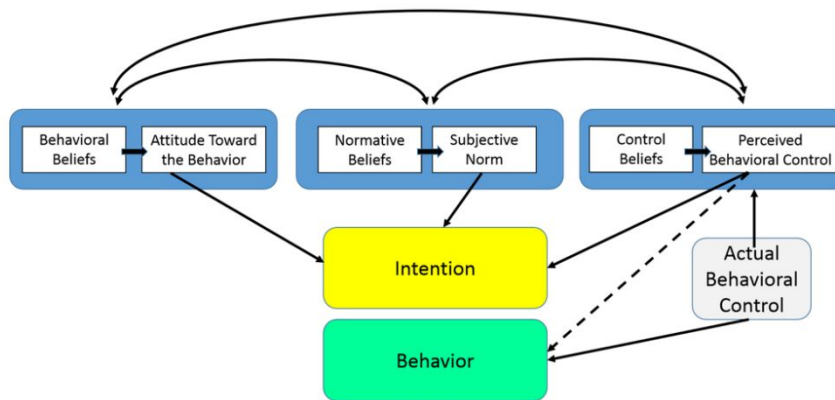 Behavioral
Beliefs
Attitude Toward
the Behavior
Normative
Beliefs
Subjective
Norm
Control
Beliefs
Perceived
Behavioral Control
Intention
Actual
Behavioral
Control
Behavior